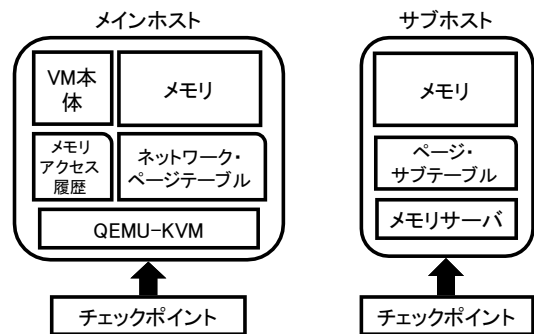 メインホスト
VM本
体
メモリ
メモリ
アクセス
履歴
ネットワーク・
ページテーブル
QEMU-KVM
チェックポイント
サブホスト
メモリ
ページ・
サブテーブル
メモリサーバ
チェックポイント